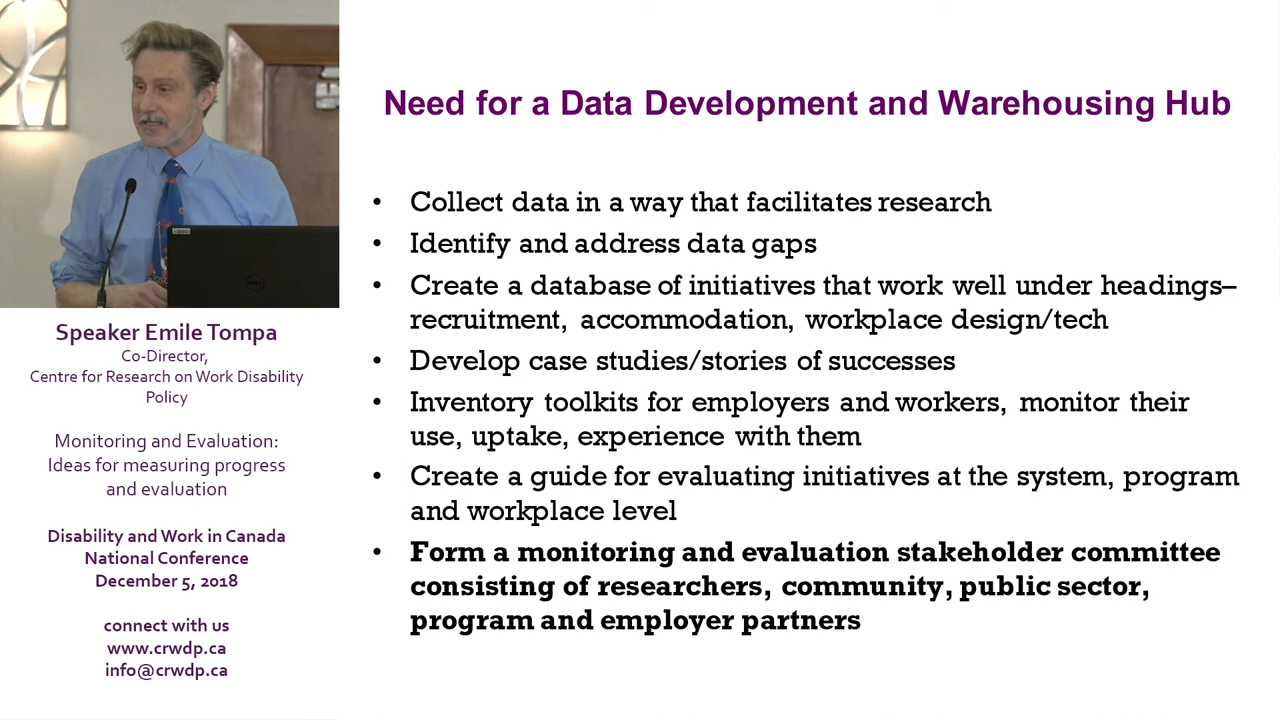 Need for a Data Development and Warehousing Hub
• Collect data in a way that facilitates research
• Identify and address data gaps
• Create a database of initiatives that work well under headings–
recruitment, accommodation, workplace design/tech
• Develop case studies/stories of successes
• Inventory toolkits for employers and workers, monitor their
use, uptake, experience with them
• Create a guide for evaluating initiatives at the system, program
and workplace level
• Form a monitoring and evaluation stakeholder committee
consisting of researchers, community, public sector,
program and employer partners
Speaker Emile Tompa
Co-Director,
Centre for Research on Work Disability
Policy
Monitoring and Evaluation:
Ideas for measuring progress
and evaluation
Disability and Work in Canada
National Conference
December 5, 2018
connect with us
www.crwdp.ca
info@crwdp.ca
DELL